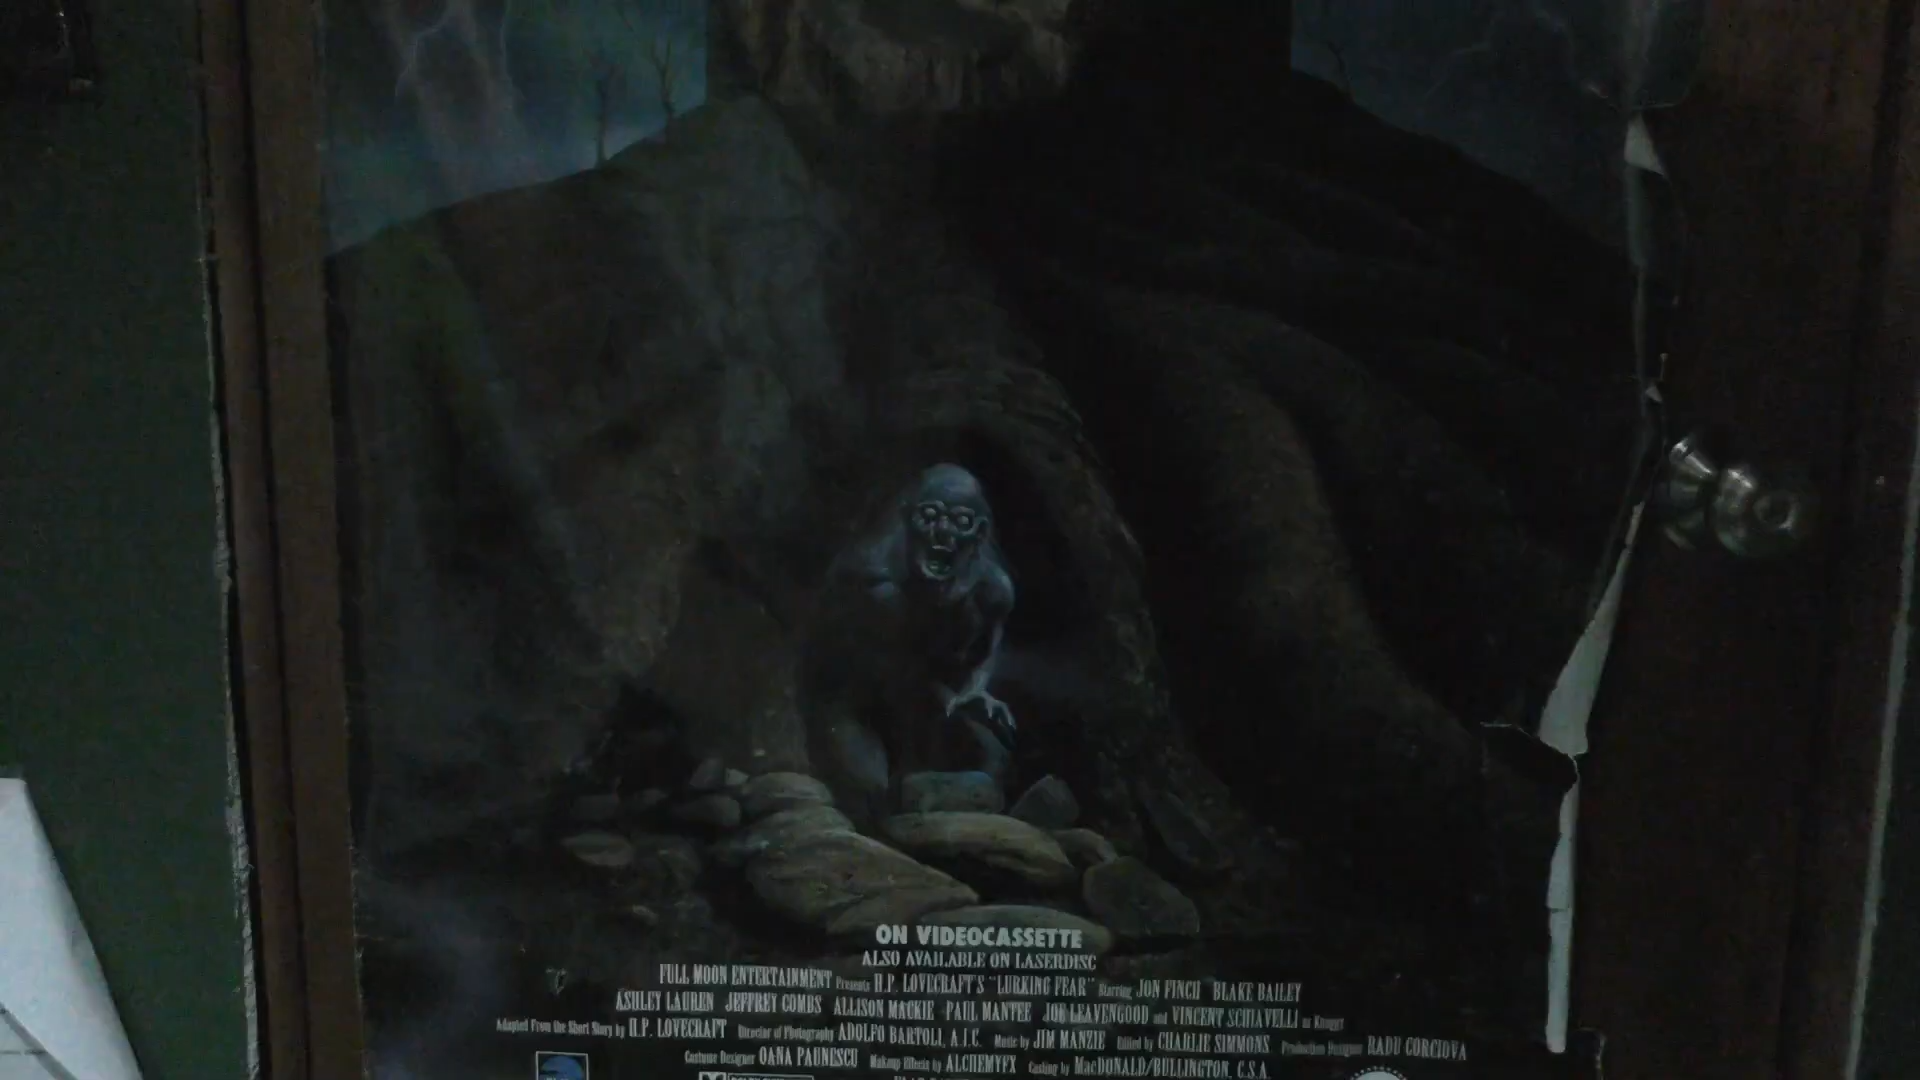 ON VIDEOCASSETTE
ALSO AVAILABLE ON LASERDISC
FULL MOON ENTERTAINMENT Presents H.P. LOVECRAFT'S "LURKING FEAR" Starring JON FINCH BLAKE BAILEY
ASHLEY LAUREN JEFFREY COMBS ALLISON MACKIE PAUL MANTEE JOE LEAVENGOOD and VINCENT SCHIAVELLI as Knaggs
Adapted From the Short Story by H.P. LOVECRAFT Director of Photography ADOLFO BARTOLI, A.I.C. Music by JIM MANZIE Edited by CHARLIE SIMMONS Production Designer RADU CORCIOVA
Costume Designer OANA PAUNESCU Makeup Effects by ALCHEMYFX Casting by MacDONALD/BULLINGTON, C.S.A.